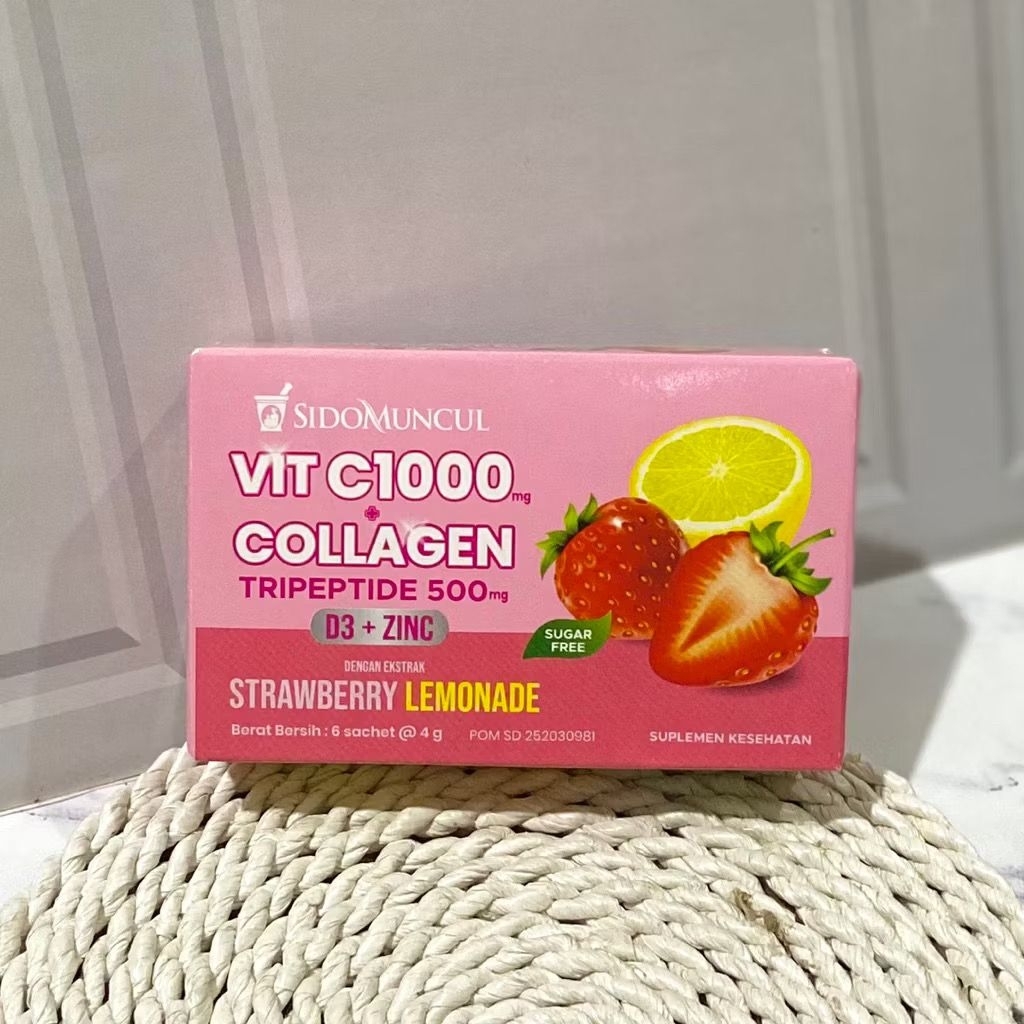 SIDOMUNCUL
VIT C1000mg
+
COLLAGEN
TRIPEPTIDE 500mg
D3 + ZINC
SUGAR
FREE
DENGAN EKSTRAK
STRAWBERRY LEMONADE
Berat Bersih : 6 sachet @ 4 g
POM SD 252030981
SUPLEMEN KESEHATAN